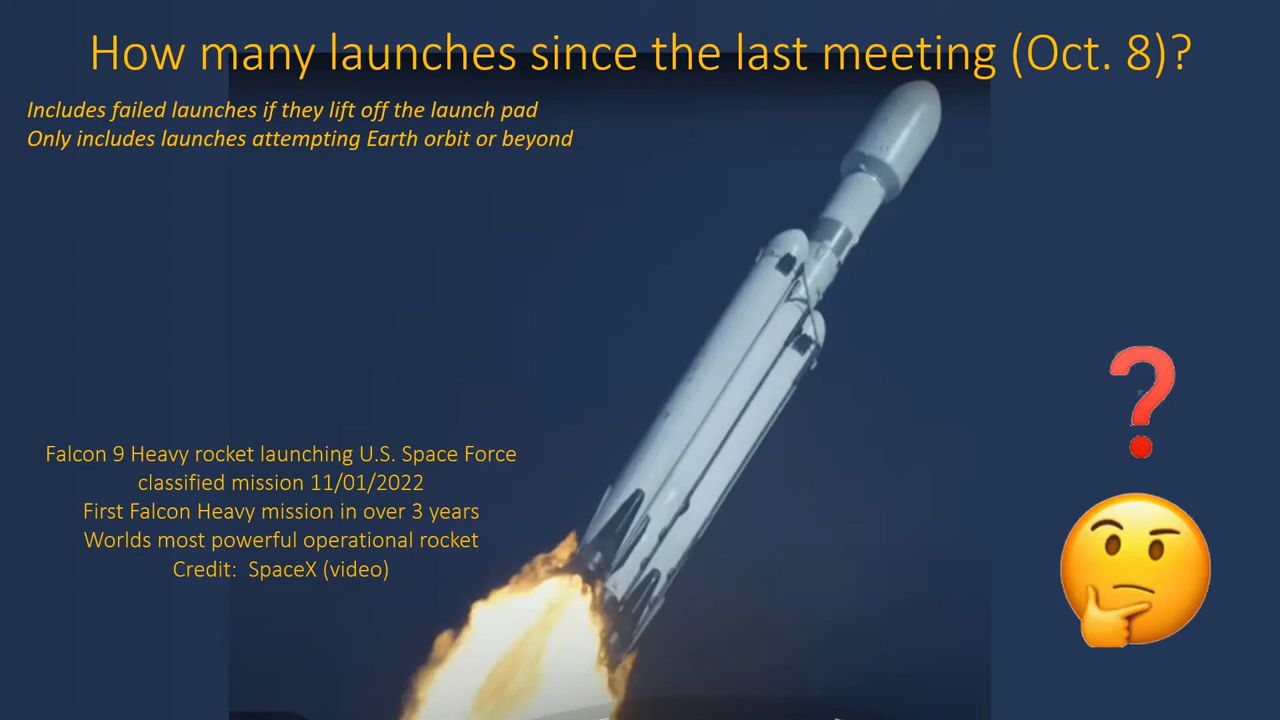 How many launches since the last meeting (Oct. 8)?
Includes failed launches if they lift off the launch pad
Only includes launches attempting Earth orbit or beyond
Falcon 9 Heavy rocket launching U.S. Space Force
classified mission 11/01/2022
First Falcon Heavy mission in over 3 years
Worlds most powerful operational rocket
Credit:  SpaceX (video)